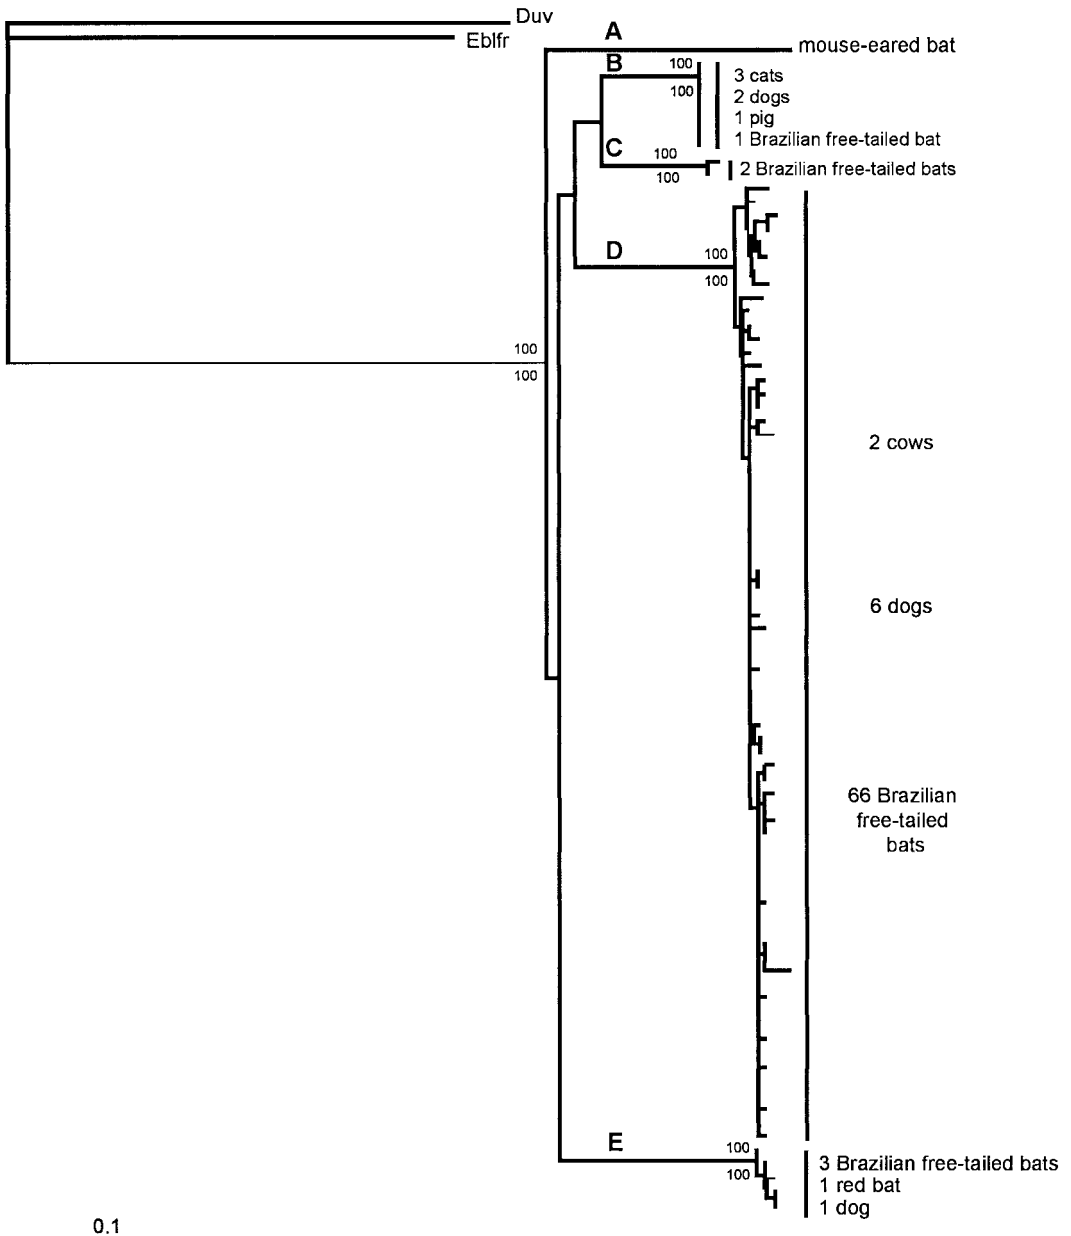 Duv
Eblfr
A
mouse-eared bat
B
100
100
3 cats
2 dogs
1 pig
1 Brazilian free-tailed bat
C
100
100
2 Brazilian free-tailed bats
D
100
100
100
100
2 cows
6 dogs
66 Brazilian
free-tailed
bats
E
100
100
3 Brazilian free-tailed bats
1 red bat
1 dog
0.1